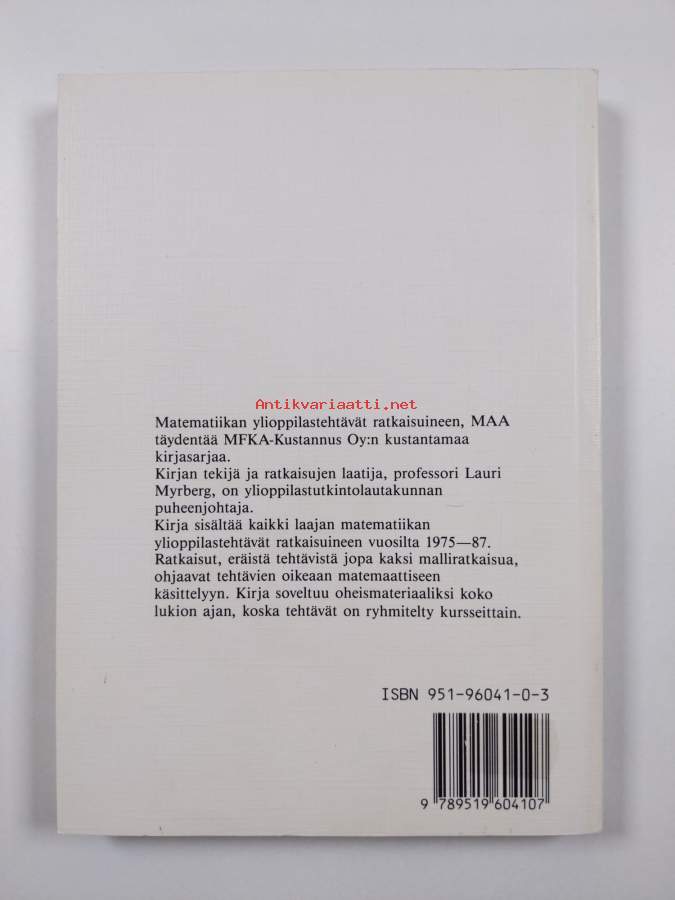 Antikvariaatti.net
Matematiikan ylioppilastehtävät ratkaisuineen, MAA
täydentää MFKA-Kustannus Oy:n kustantamaa
kirjasarjaa.
Kirjan tekijä ja ratkaisujen laatija, professori Lauri
Myrberg, on ylioppilastutkintolautakunnan
puheenjohtaja.
Kirja sisältää kaikki laajan matematiikan
ylioppilastehtävät ratkaisuineen vuosilta 1975—87.
Ratkaisut, eräistä tehtävistä jopa kaksi malliratkaisua,
ohjaavat tehtävien oikeaan matemaattiseen
käsittelyyn. Kirja soveltuu oheismateriaaliksi koko
lukion ajan, koska tehtävät on ryhmitelty kursseittain.
ISBN 951-96041-0-3
9 789519 604107